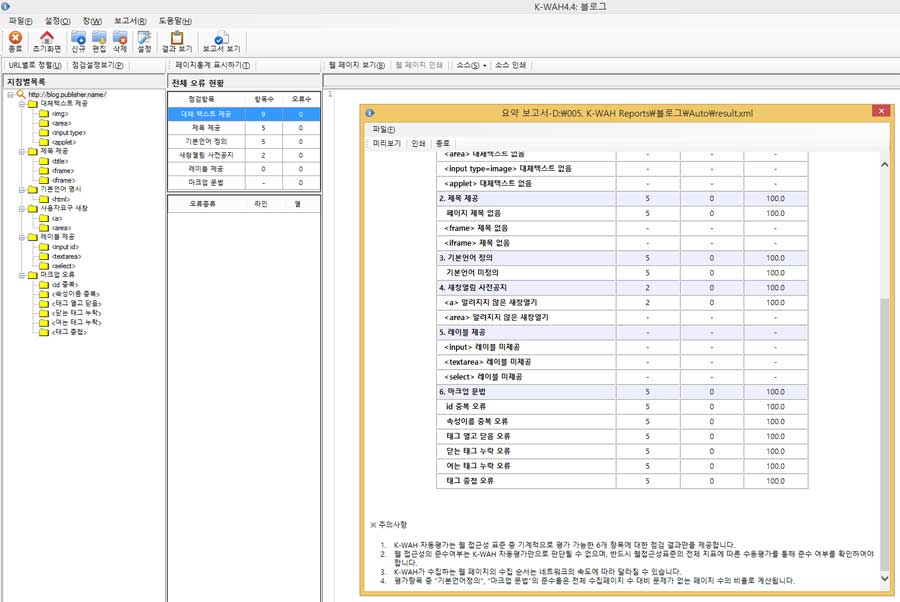 K-WAH4.4: 블로그
파일(F) 설정(O) 창(W) 보고서(R) 도움말(H)
종료 초기화면 신규 편집 삭제 설정 결과 보기 보고서 보기
URL별로 정렬(U) 점검설정보기(P) 페이지통계 표시하기(T) 웹 페이지 보기(B) 웹 페이지 인쇄 소스(S) 소스 인쇄
지침별목록
http://blog.publisher.name/
대체텍스트 제공
<img>
<area>
<input type>
<applet>
제목 제공
<title>
<frame>
<iframe>
기본언어 명시
<html>
사용자요구 새창
<a>
<area>
레이블 제공
<input id>
<textarea>
<select>
마크업 오류
<id 중복>
<속성이름 중복>
<태그 열고 닫음>
<닫는 태그 누락>
<여는 태그 누락>
<태그 중첩>
전체 오류 현황
점검항목 항목수 오류수
대체 텍스트 제공 9 0
제목 제공 5 0
기본언어 정의 5 0
새창열림 사전공지 2 0
레이블 제공 0 0
마크업 문법 - 0
오류종류 라인 열
1
요약 보고서-D:₩005. K-WAH Reports₩블로그₩Auto₩result.xml
파일(F)
미리보기 인쇄 종료
<area> 대체텍스트 없음 - - -
<input type=image> 대체텍스트 없음 - - -
<applet> 대체텍스트 없음 - - -
2. 제목 제공 5 0 100.0
페이지 제목 없음 5 0 100.0
<frame> 제목 없음 - - -
<iframe> 제목 없음 - - -
3. 기본언어 정의 5 0 100.0
기본언어 미정의 5 0 100.0
4. 새창열림 사전공지 2 0 100.0
<a> 알려지지 않은 새창열기 2 0 100.0
<area> 알려지지 않은 새창열기 - - -
5. 레이블 제공 - - -
<input> 레이블 미제공 - - -
<textarea> 레이블 미제공 - - -
<select> 레이블 미제공 - - -
6. 마크업 문법 5 0 100.0
id 중복 오류 5 0 100.0
속성이름 중복 오류 5 0 100.0
태그 열고 닫음 오류 5 0 100.0
닫는 태그 누락 오류 5 0 100.0
여는 태그 누락 오류 5 0 100.0
태그 중첩 오류 5 0 100.0
※ 주의사항
1. K-WAH 자동평가는 웹 접근성 표준 중 기계적으로 평가 가능한 6개 항목에 대한 점검 결과만을 제공합니다.
2. 웹 접근성의 준수여부는 K-WAH 자동평가만으로 판단될 수 없으며, 반드시 웹접근성표준의 전체 지표에 따른 수동평가를 통해 준수 여부를 확인하여야
합니다.
3. K-WAH가 수집하는 웹 페이지의 수집 순서는 네트워크의 속도에 따라 달라질 수 있습니다.
4. 평가항목 중 "기본언어정의", "마크업 문법"의 준수율은 전체 수집페이지 수 대비 문제가 없는 페이지 수의 비율로 계산됩니다.